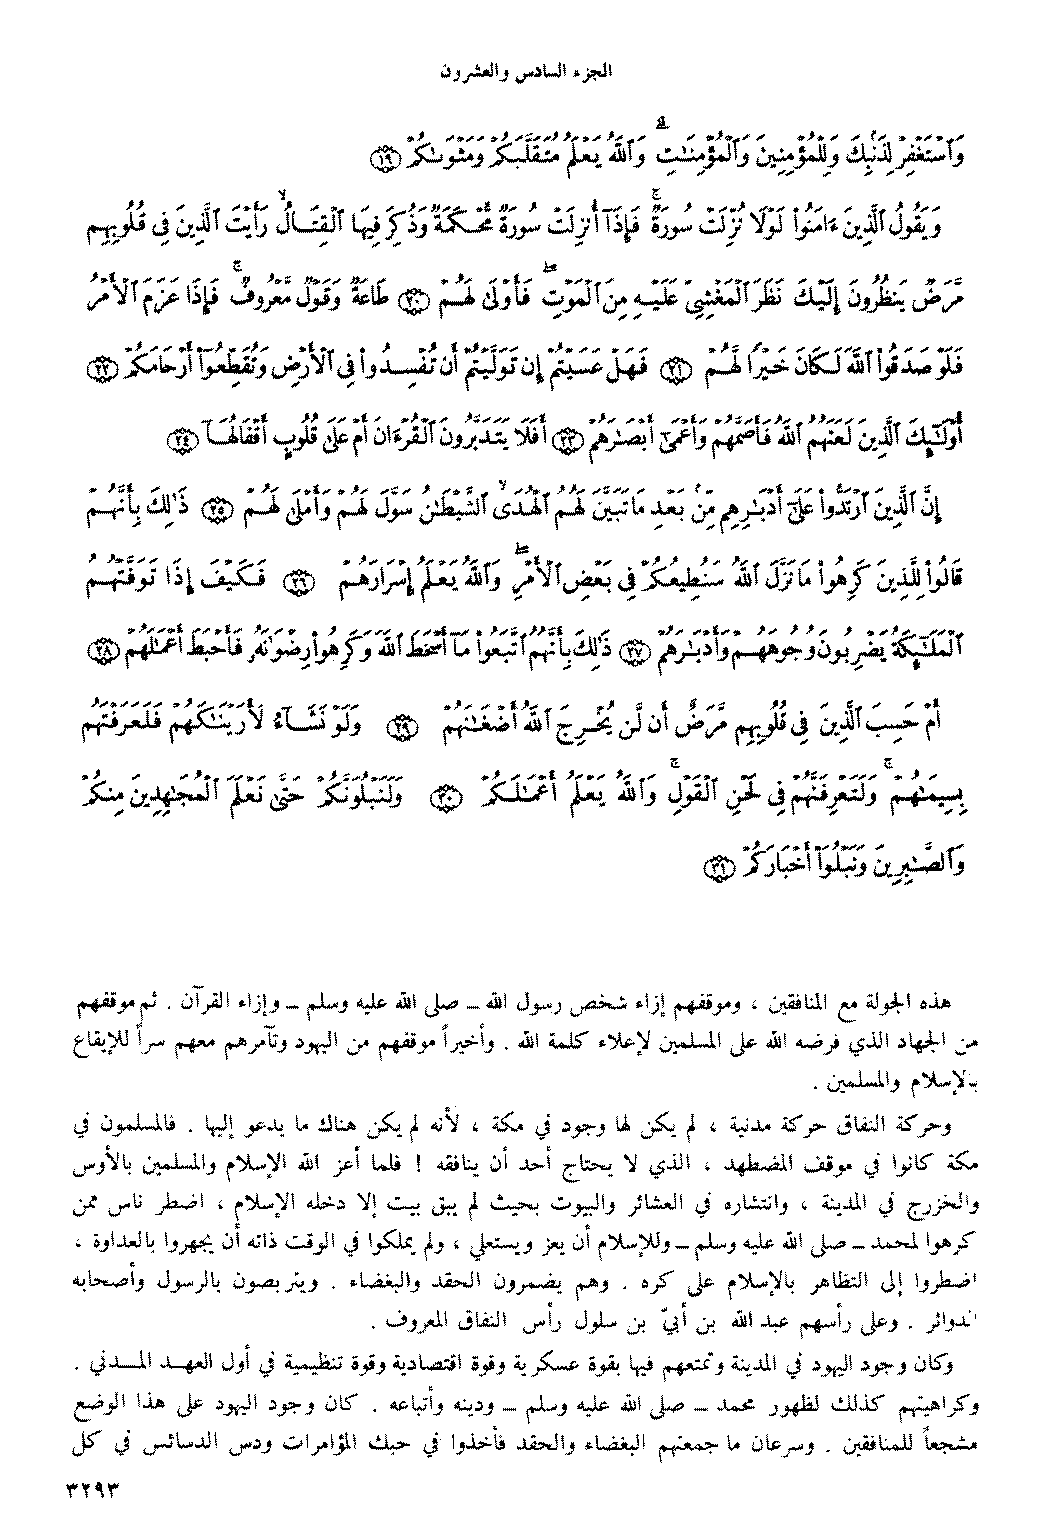 الجزء السادس والعشرون
وَٱسْتَغْفِرْ لِذَنۢبِكَ وَلِلْمُؤْمِنِينَ وَٱلْمُؤْمِنَـٰتِ ۗ وَٱللَّهُ يَعْلَمُ مُتَقَلَّبَكُمْ وَمَثْوَىٰكُمْ ﴿١٩﴾
وَيَقُولُ ٱلَّذِينَ ءَامَنُوا۟ لَوْلَا نُزِّلَتْ سُورَةٌ ۖ فَإِذَآ أُنزِلَتْ سُورَةٌ مُّحْكَمَةٌ وَذُكِرَ فِيهَا ٱلْقِتَالُ ۙ رَأَيْتَ ٱلَّذِينَ فِى قُلُوبِهِم
مَّرَضٌ يَنظُرُونَ إِلَيْكَ نَظَرَ ٱلْمَغْشِىِّ عَلَيْهِ مِنَ ٱلْمَوْتِ ۖ فَأَوْلَىٰ لَهُمْ ﴿٢٠﴾ طَاعَةٌ وَقَوْلٌ مَّعْرُوفٌ ۚ فَإِذَا عَزَمَ ٱلْأَمْرُ
فَلَوْ صَدَقُوا۟ ٱللَّهَ لَكَانَ خَيْرًا لَّهُمْ ﴿٢١﴾ فَهَلْ عَسَيْتُمْ إِن تَوَلَّيْتُمْ أَن تُفْسِدُوا۟ فِى ٱلْأَرْضِ وَتُقَطِّعُوٓا۟ أَرْحَامَكُمْ ﴿٢٢﴾
أُو۟لَـٰٓئِكَ ٱلَّذِينَ لَعَنَهُمُ ٱللَّهُ فَأَصَمَّهُمْ وَأَعْمَىٰٓ أَبْصَـٰرَهُمْ ﴿٢٣﴾ أَفَلَا يَتَدَبَّرُونَ ٱلْقُرْءَانَ أَمْ عَلَىٰ قُلُوبٍ أَقْفَالُهَآ ﴿٢٤﴾
إِنَّ ٱلَّذِينَ ٱرْتَدُّوا۟ عَلَىٰٓ أَدْبَـٰرِهِم مِّنۢ بَعْدِ مَا تَبَيَّنَ لَهُمُ ٱلْهُدَى ۙ ٱلشَّيْطَـٰنُ سَوَّلَ لَهُمْ وَأَمْلَىٰ لَهُمْ ﴿٢٥﴾ ذَٰلِكَ بِأَنَّهُمْ
قَالُوا۟ لِلَّذِينَ كَرِهُوا۟ مَا نَزَّلَ ٱللَّهُ سَنُطِيعُكُمْ فِى بَعْضِ ٱلْأَمْرِ ۖ وَٱللَّهُ يَعْلَمُ إِسْرَارَهُمْ ﴿٢٦﴾ فَكَيْفَ إِذَا تَوَفَّتْهُمُ
ٱلْمَلَـٰٓئِكَةُ يَضْرِبُونَ وُجُوهَهُمْ وَأَدْبَـٰرَهُمْ ﴿٢٧﴾ ذَٰلِكَ بِأَنَّهُمُ ٱتَّبَعُوا۟ مَآ أَسْخَطَ ٱللَّهَ وَكَرِهُوا۟ رِضْوَٰنَهُۥ فَأَحْبَطَ أَعْمَـٰلَهُمْ ﴿٢٨﴾
أَمْ حَسِبَ ٱلَّذِينَ فِى قُلُوبِهِم مَّرَضٌ أَن لَّن يُخْرِجَ ٱللَّهُ أَضْغَـٰنَهُمْ ﴿٢٩﴾ وَلَوْ نَشَآءُ لَأَرَيْنَـٰكَهُمْ فَلَعَرَفْتَهُم
بِسِيمَـٰهُمْ ۚ وَلَتَعْرِفَنَّهُمْ فِى لَحْنِ ٱلْقَوْلِ ۚ وَٱللَّهُ يَعْلَمُ أَعْمَـٰلَكُمْ ﴿٣٠﴾ وَلَنَبْلُوَنَّكُمْ حَتَّىٰ نَعْلَمَ ٱلْمُجَـٰهِدِينَ مِنكُمْ
وَٱلصَّـٰبِرِينَ وَنَبْلُوَا۟ أَخْبَارَكُمْ ﴿٣١﴾
هذه الجولة مع المنافقين ، وموقفهم إزاء شخص رسول الله – صلى الله عليه وسلم – وإزاء القرآن . ثم موقفهم
من الجهاد الذي فرضه الله على المسلمين لإعلاء كلمة الله . وأخيراً موقفهم من اليهود وتآمرهم معهم سراً للإيقاع
بالإسلام والمسلمين .
وحركة النفاق حركة مدنية ، لم يكن لها وجود في مكة ، لأنه لم يكن هناك ما يدعو إليها . فالمسلمون في
مكة كانوا في موقف المضطهد ، الذي لا يحتاج أحد أن ينافقه ! فلما أعز الله الإسلام والمسلمين بالأوس
والخزرج في المدينة ، وانتشاره في العشائر والبيوت بحيث لم يبق بيت إلا دخله الإسلام ، اضطر ناس ممن
كرهوا لمحمد – صلى الله عليه وسلم – وللإسلام أن يعز ويستعلي ، ولم يملكوا في الوقت ذاته أن يجهروا بالعداوة ،
اضطروا إلى التظاهر بالإسلام على كره . وهم يضمرون الحقد والبغضاء . ويتربصون بالرسول وأصحابه
الدوائر . وعلى رأسهم عبد الله بن أبيّ بن سلول رأس النفاق المعروف .
وكان وجود اليهود في المدينة وتمتعهم فيها بقوة عسكرية وقوة اقتصادية وقوة تنظيمية في أول العهد المدني .
وكراهيتهم كذلك لظهور محمد – صلى الله عليه وسلم – ودينه وأتباعه . كان وجود اليهود على هذا الوضع
مشجعاً للمنافقين . وسرعان ما جمعتهم البغضاء والحقد فأخذوا في حبك المؤامرات ودس الدسائس في كل
٣٢٩٣